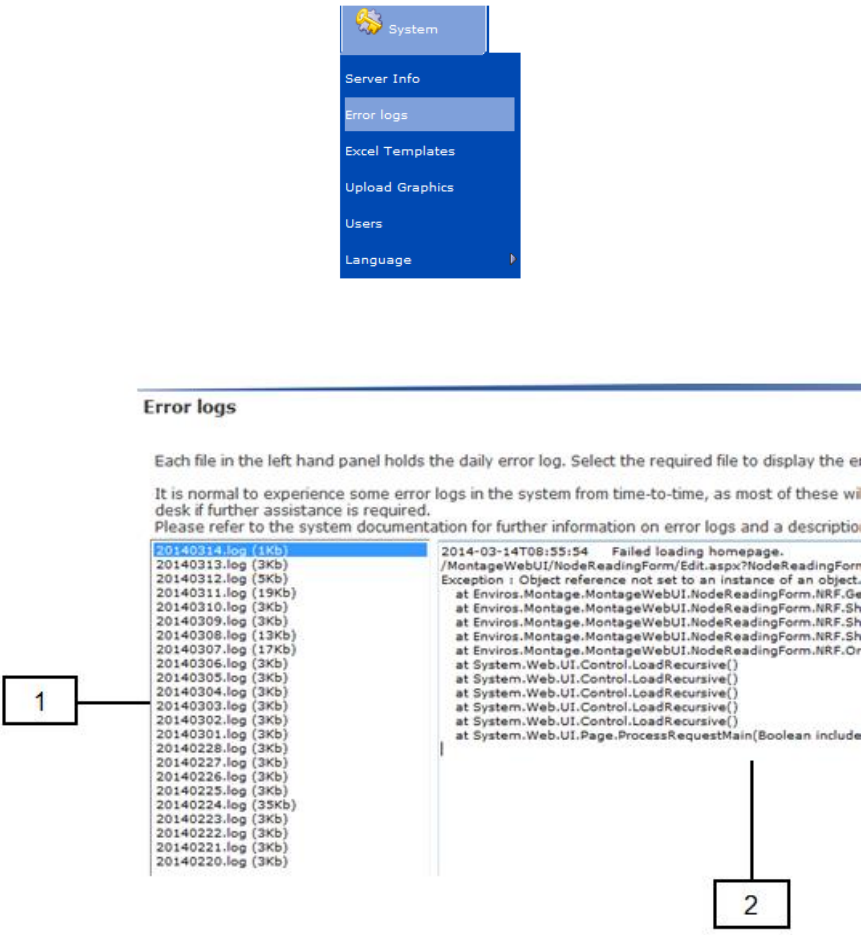 System
Server Info
Error logs
Excel Templates
Upload Graphics
Users
Language
Error logs
Each file in the left hand panel holds the daily error log. Select the required file to display the
It is normal to experience some error logs in the system from time-to-time, as most of these
desk if further assistance is required.
Please refer to the system documentation for further information on error logs and a
20140314.log (1Kb)
20140313.log (3Kb)
20140312.log (5Kb)
20140311.log (19Kb)
20140310.log (3Kb)
20140309.log (3Kb)
20140308.log (13Kb)
20140307.log (17Kb)
20140306.log (3Kb)
20140305.log (3Kb)
20140304.log (3Kb)
20140303.log (3Kb)
20140302.log (3Kb)
20140301.log (3Kb)
20140228.log (3Kb)
20140227.log (3Kb)
20140226.log (3Kb)
20140225.log (3Kb)
20140224.log (35Kb)
20140223.log (3Kb)
20140222.log (3Kb)
20140221.log (3Kb)
20140220.log (3Kb)
2014-03-14T08:55:54 Failed loading homepage.
/MontageWebUI/NodeReadingForm/Edit.aspx?NodeReadingForm
Exception : Object reference not set to an instance of an object.
at Enviros.Montage.MontageWebUI.NodeReadingForm.NRF.Ge
at Enviros.Montage.MontageWebUI.NodeReadingForm.NRF.Sh
at Enviros.Montage.MontageWebUI.NodeReadingForm.NRF.Sh
at Enviros.Montage.MontageWebUI.NodeReadingForm.NRF.Sh
at Enviros.Montage.MontageWebUI.NodeReadingForm.NRF.Or
at System.Web.UI.Control.LoadRecursive()
at System.Web.UI.Control.LoadRecursive()
at System.Web.UI.Control.LoadRecursive()
at System.Web.UI.Control.LoadRecursive()
at System.Web.UI.Control.LoadRecursive()
at System.Web.UI.Page.ProcessRequestMain(Boolean include
1
2